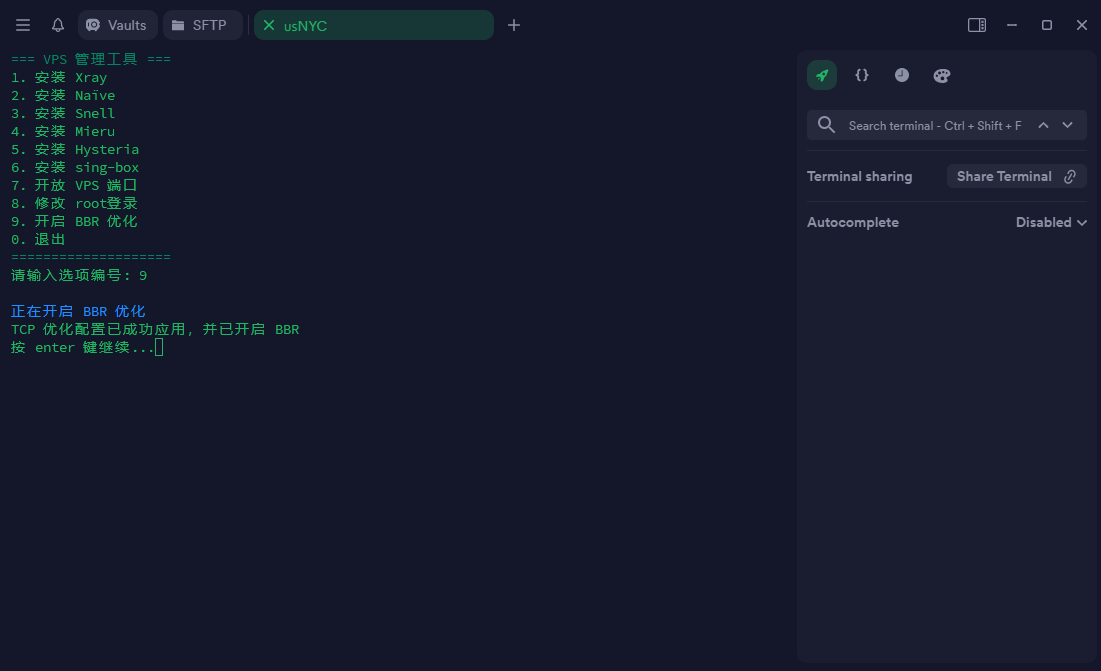 Vaults
SFTP
usNYC
=== VPS 管理工具 ===
1. 安装 Xray
2. 安装 Naïve
3. 安装 Snell
4. 安装 Mieru
5. 安装 Hysteria
6. 安装 sing-box
7. 开放 VPS 端口
8. 修改 root登录
9. 开启 BBR 优化
0. 退出
====================
请输入选项编号: 9
正在开启 BBR 优化
TCP 优化配置已成功应用, 并已开启 BBR
按 enter 键继续...
{}
Search terminal - Ctrl + Shift + F
Terminal sharing
Share Terminal
Autocomplete
Disabled